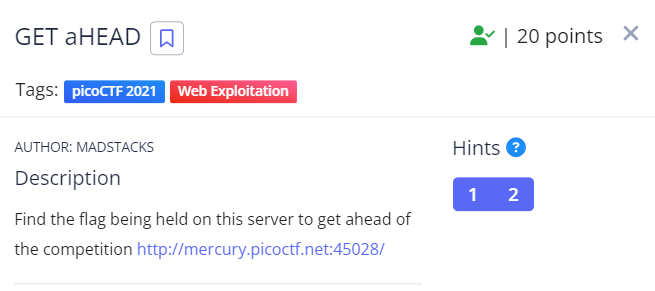 GET aHEAD
| 20 points
Tags: picoCTF 2021 Web Exploitation
AUTHOR: MADSTACKS
Description
Find the flag being held on this server to get ahead of
the competition http://mercury.picoctf.net:45028/
Hints ?
1 2